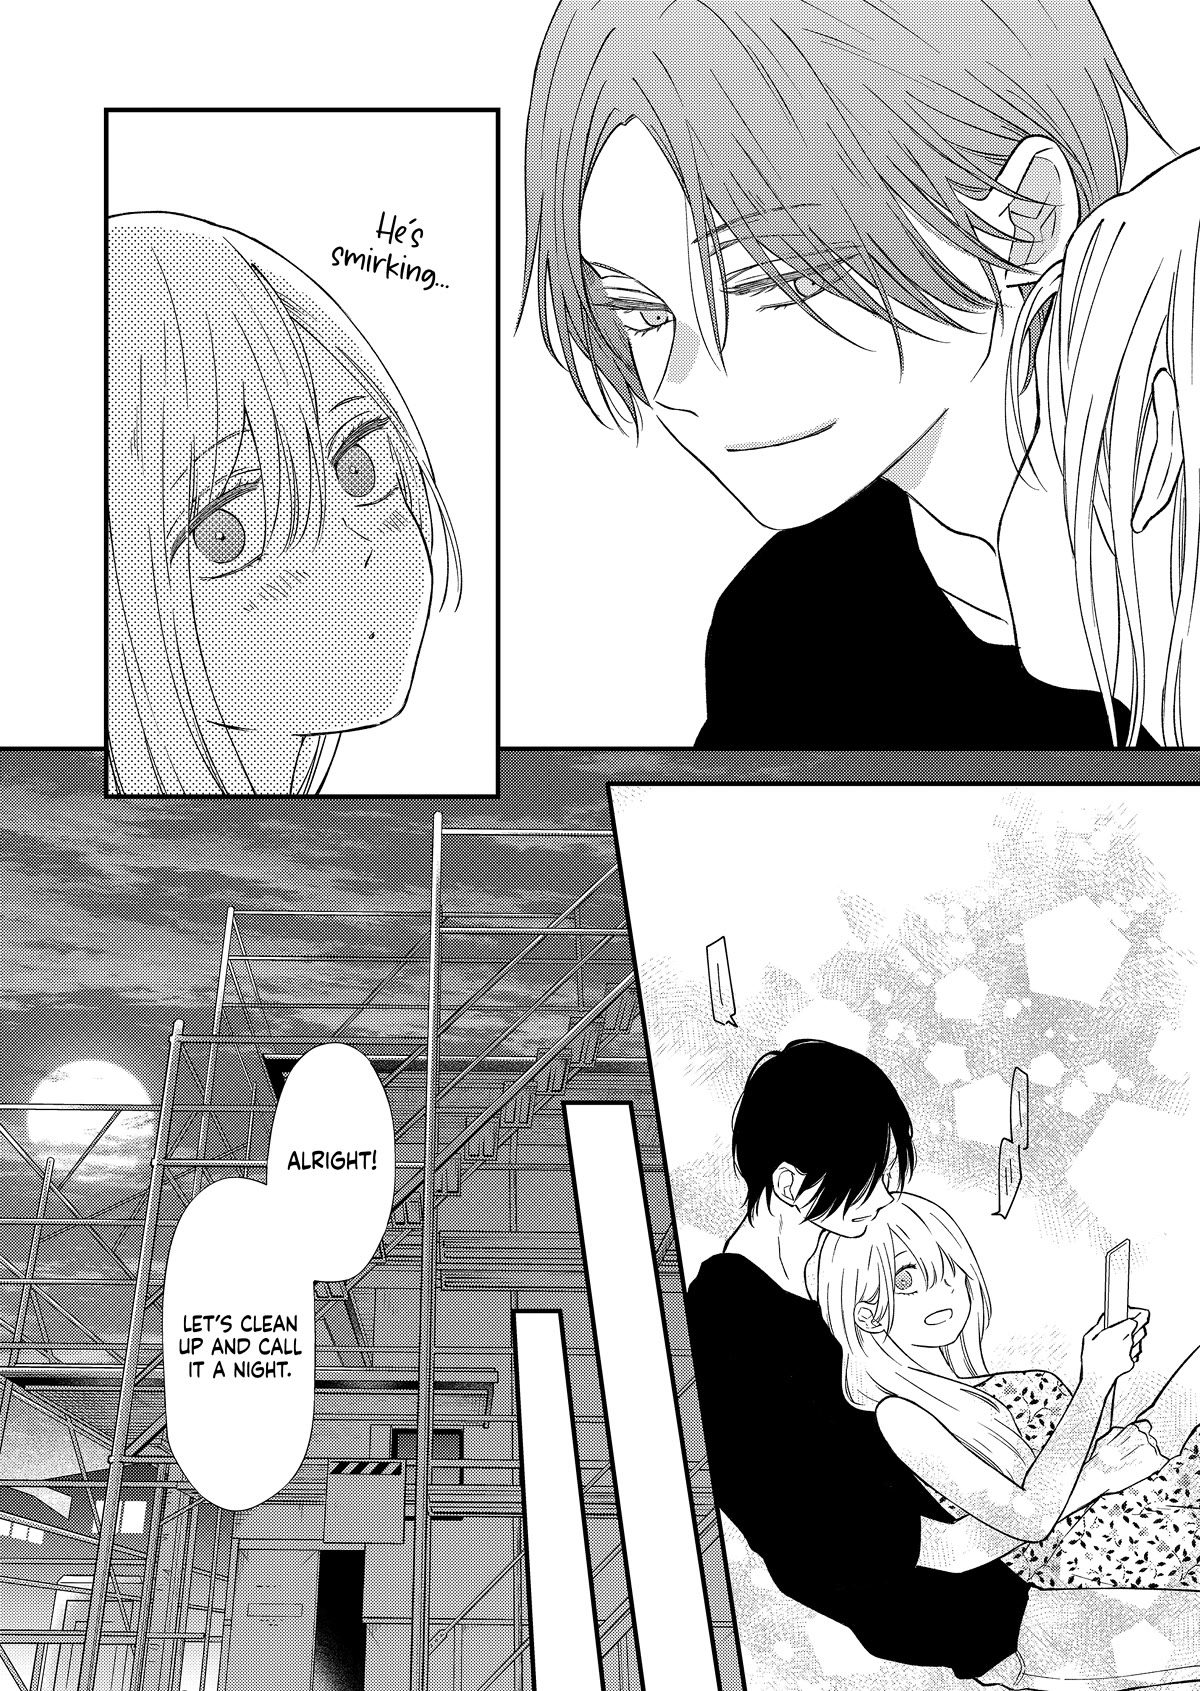 He's
smirking...
ALRIGHT!
LET'S CLEAN
UP AND CALL
IT A NIGHT.